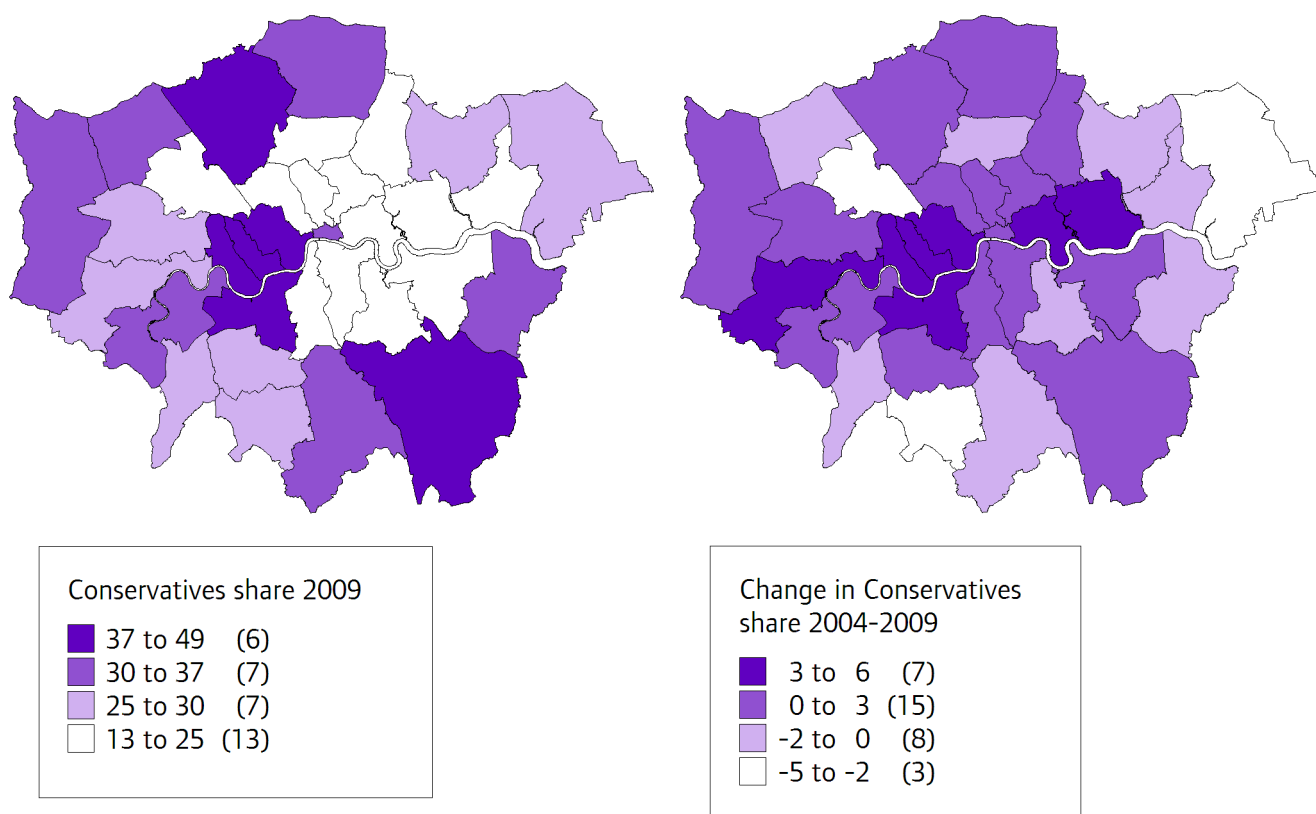 Conservatives share 2009
37 to 49 (6)
30 to 37 (7)
25 to 30 (7)
13 to 25 (13)
Change in Conservatives
share 2004-2009
3 to 6 (7)
0 to 3 (15)
-2 to 0 (8)
-5 to -2 (3)